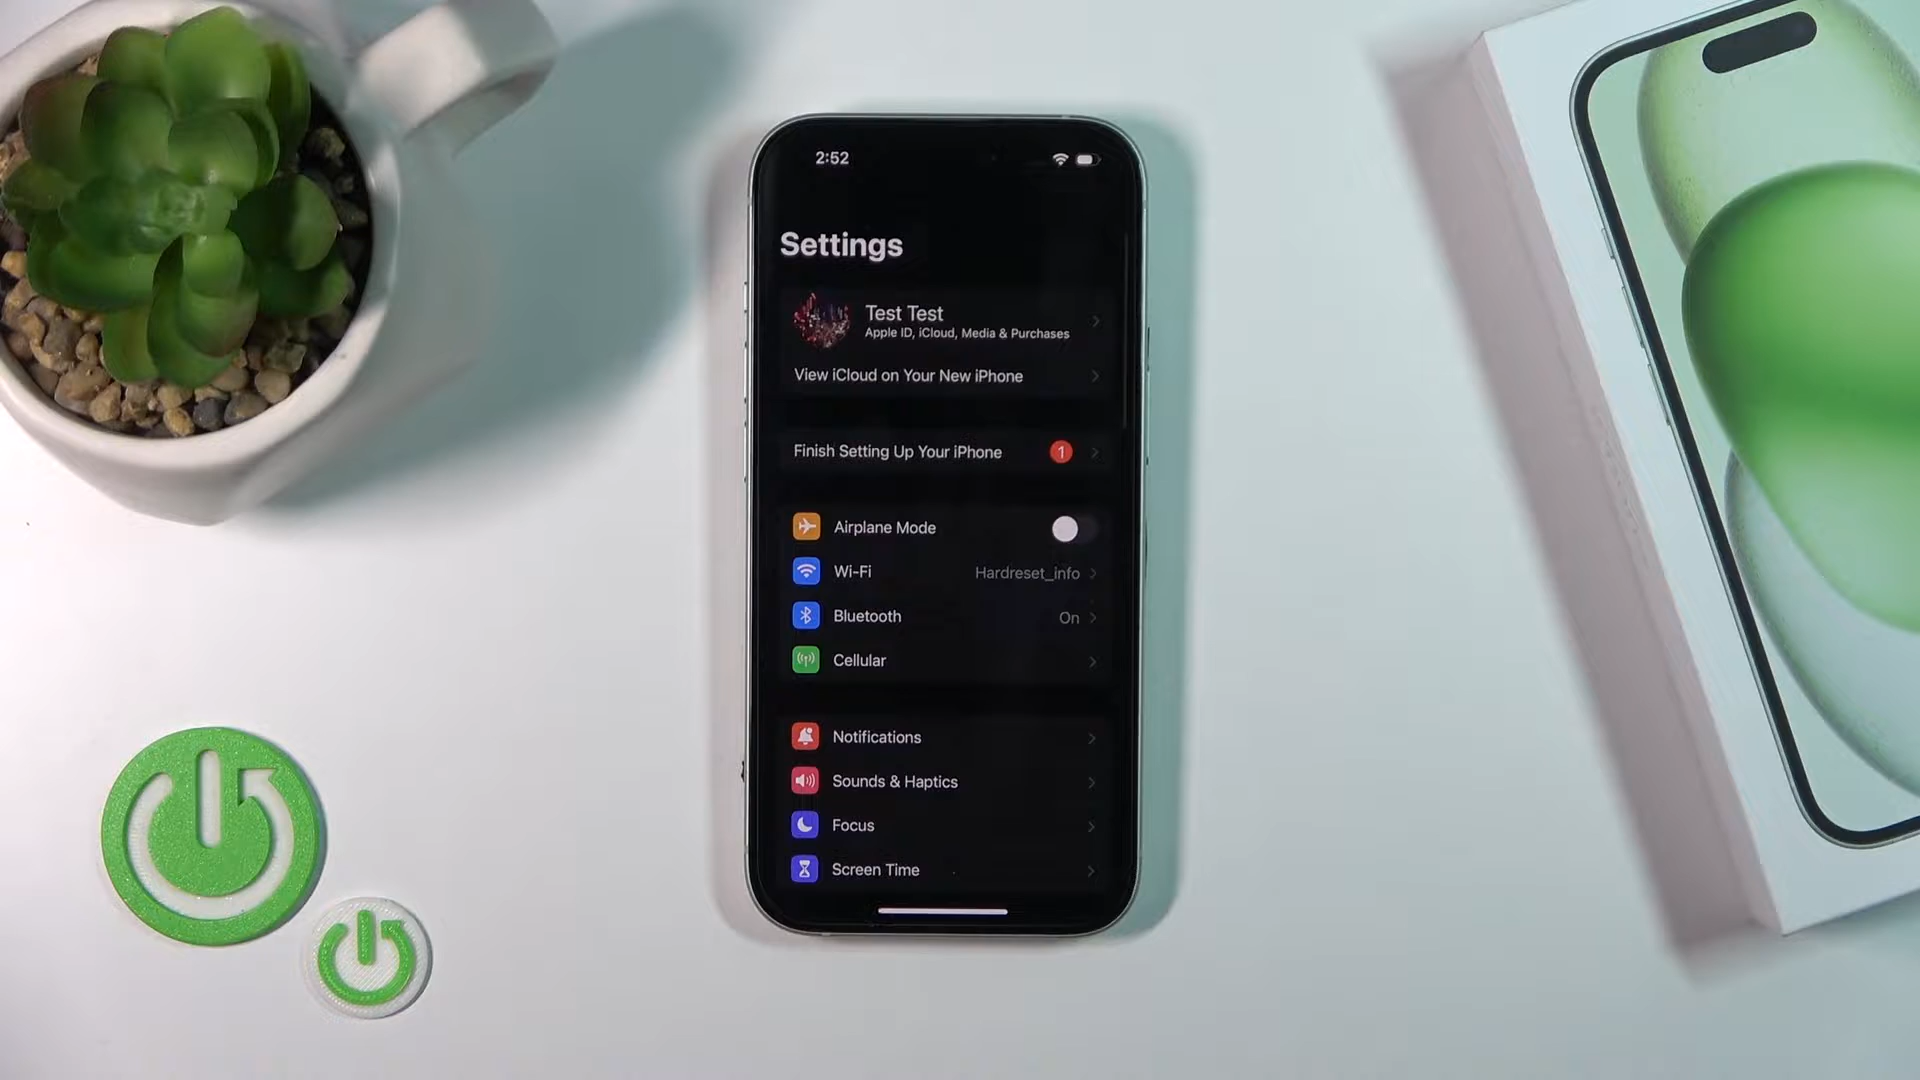 2:52
Settings
Test Test
Apple ID, iCloud, Media & Purchases
View iCloud on Your New iPhone
Finish Setting Up Your iPhone 1
Airplane Mode
Wi-Fi Hardreset_info
Bluetooth On
Cellular
Notifications
Sounds & Haptics
Focus
Screen Time